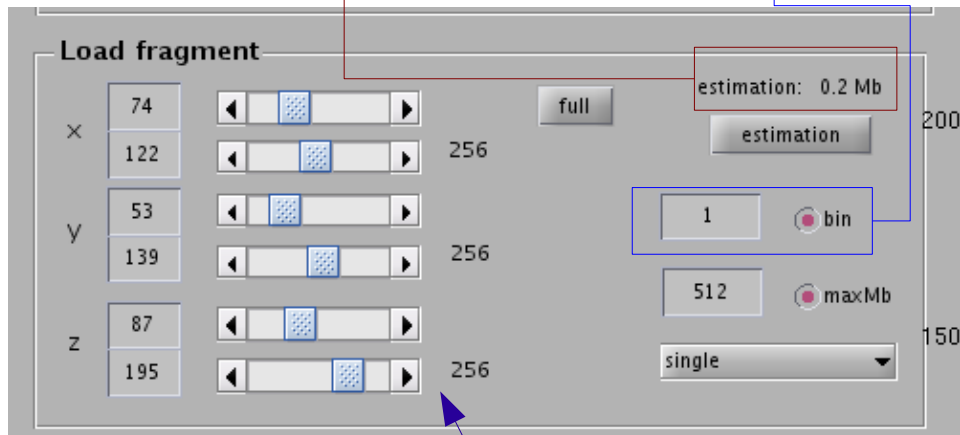 Load fragment
estimation: 0.2 Mb
x
74
full
200
122
256
estimation
y
53
1
bin
139
256
512
maxMb
z
87
150
195
256
single